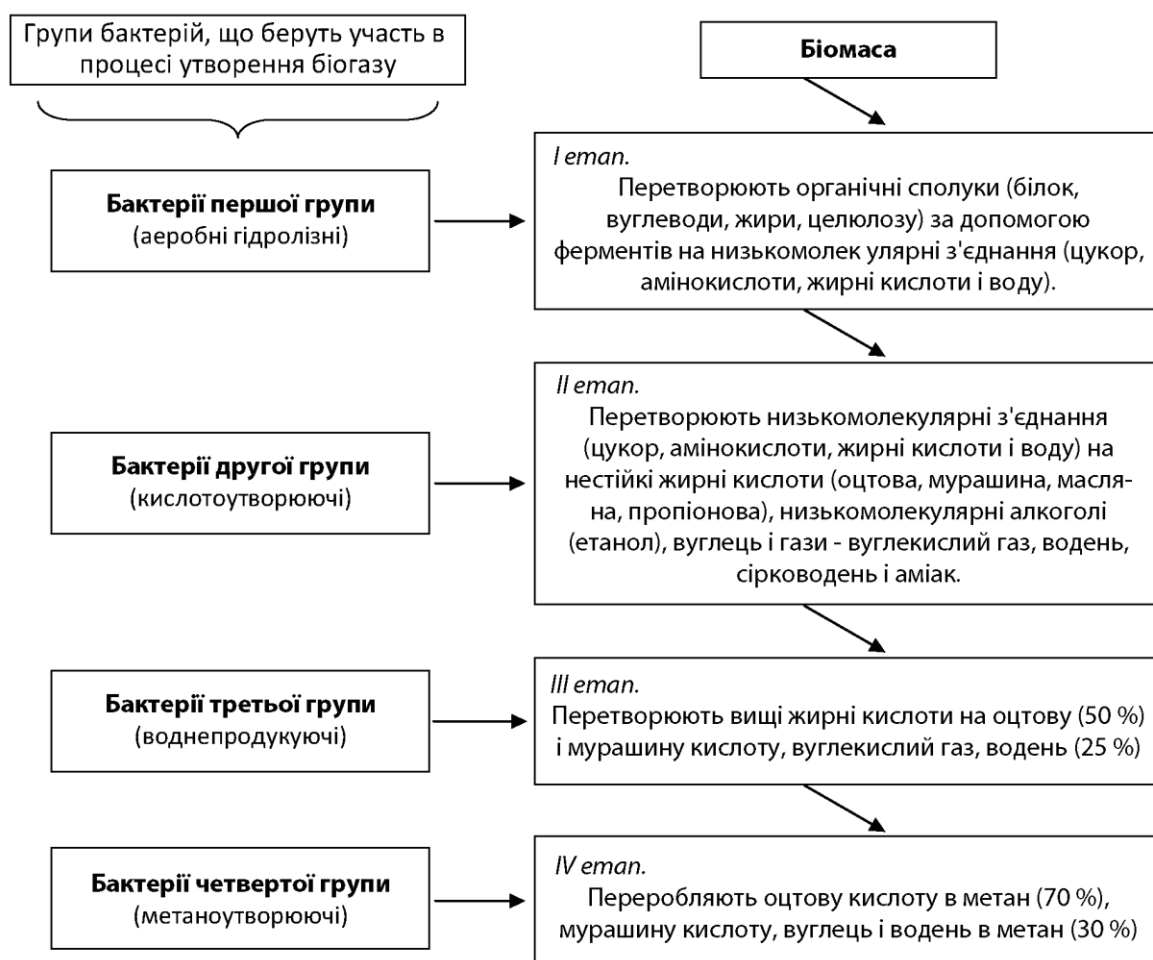 Групи бактерій, що беруть участь в
процесі утворення біогазу
Біомаса
Бактерії першої групи
(аеробні гідролізні)
I етап.
Перетворюють органічні сполуки (білок,
вуглеводи, жири, целюлозу) за допомогою
ферментів на низькомолек улярні з'єднання (цукор,
амінокислоти, жирні кислоти і воду).
Бактерії другої групи
(кислотоутворюючі)
II етап.
Перетворюють низькомолекулярні з'єднання
(цукор, амінокислоти, жирні кислоти і воду) на
нестійкі жирні кислоти (оцтова, мурашина, масля-
на, пропіонова), низькомолекулярні алкоголі
(етанол), вуглець і гази - вуглекислий газ, водень,
сірководень і аміак.
Бактерії третьої групи
(воднепродукуючі)
III етап.
Перетворюють вищі жирні кислоти на оцтову (50 %)
і мурашину кислоту, вуглекислий газ, водень (25 %)
Бактерії четвертої групи
(метаноутворюючі)
IV етап.
Переробляють оцтову кислоту в метан (70 %),
мурашину кислоту, вуглець і водень в метан (30 %)